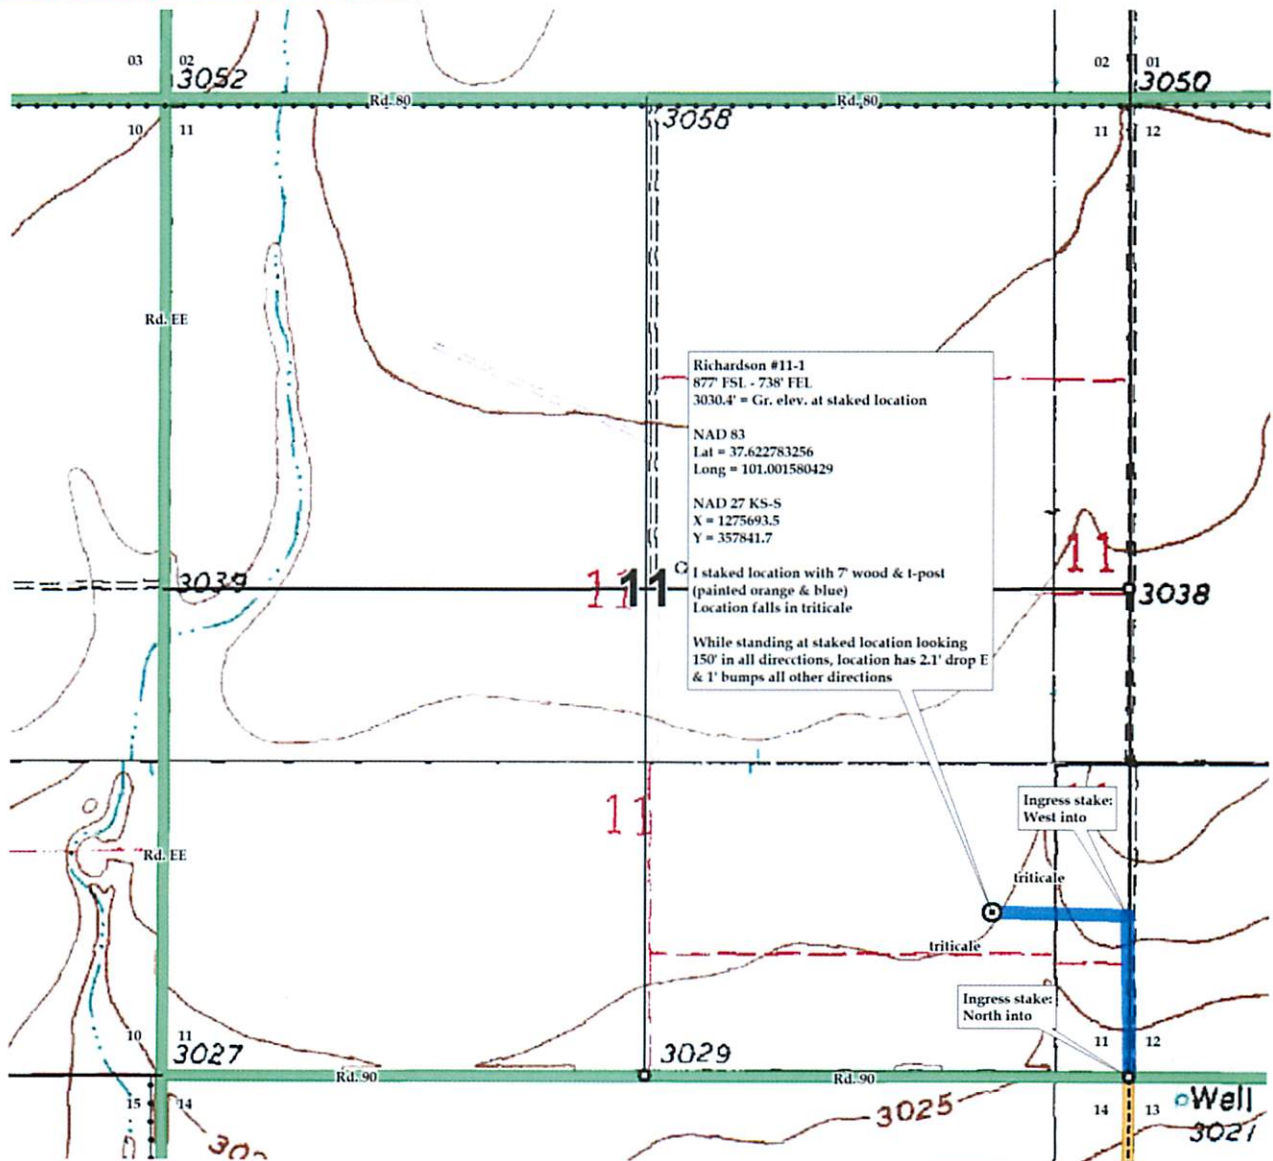 03 02
3052
02 01
3050
Rd. 80
Rd. 80
10 11
3058
11 12
Rd. EE
Richardson #11-1
877' FSL - 738' FEL
3030.4' = Gr. elev. at staked location
NAD 83
Lat = 37.622783256
Long = 101.001580429
NAD 27 KS-S
X = 1275693.5
Y = 357841.7
I staked location with 7' wood & t-post
(painted orange & blue)
Location falls in triticale
While standing at staked location looking
150' in all direcctions, location has 2.1' drop E
& 1' bumps all other directions
11
3039
11
11
3038
11
Ingress stake:
West into
Rd. EE
triticale
triticale
Ingress stake:
North into
10 11
3027
3029
11 12
Rd. 90
Rd. 90
15 14
3025
14 13
Well
3021